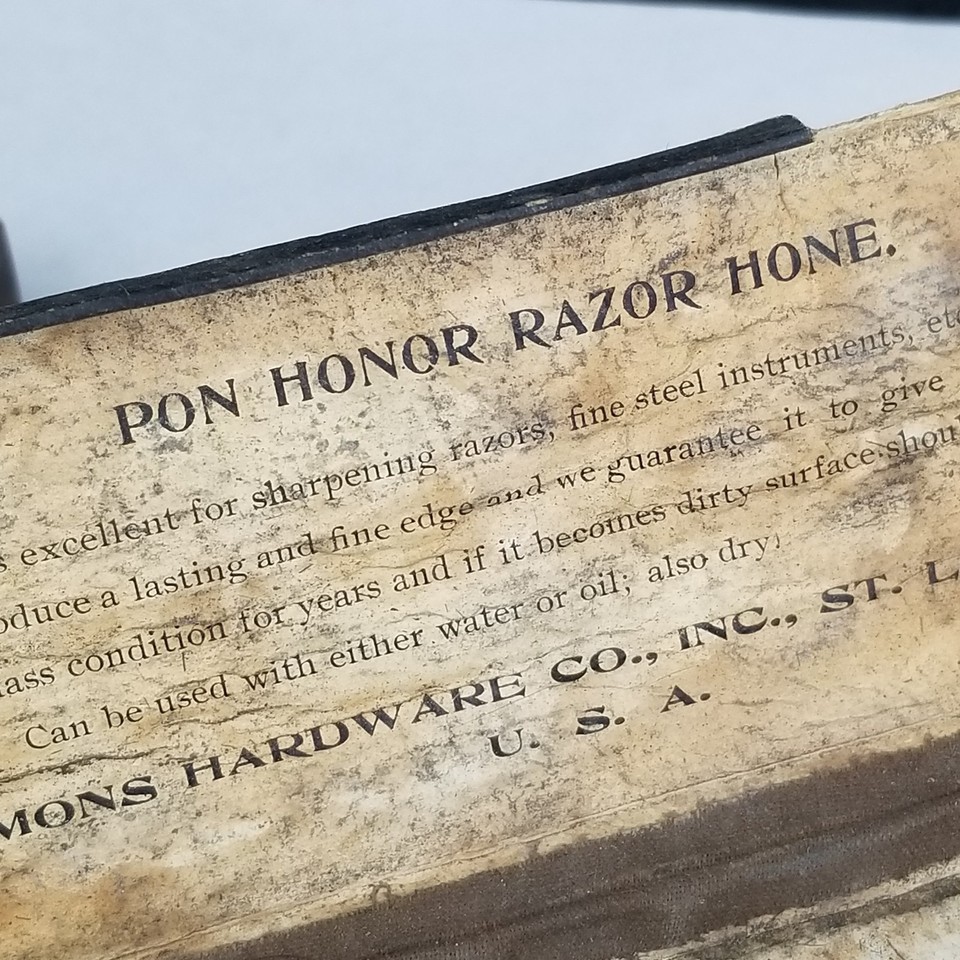 PON HONOR RAZOR HONE.
s excellent for sharpening razors, fine steel instruments, etc
oduce a lasting and fine edge and we guarantee it to give
lass condition for years and if it becomes dirty surface shou
Can be used with either water or oil; also dry.
MONS HARDWARE CO., INC., ST. L
U. S. A.